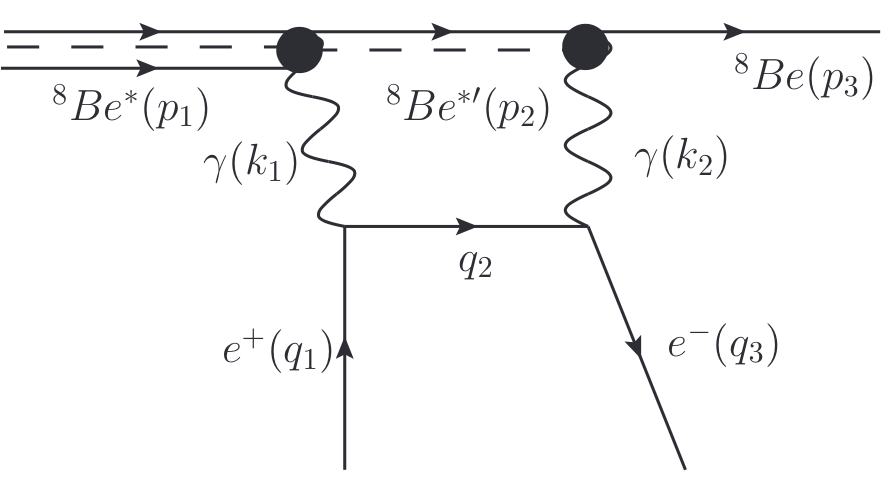 ⁸Be*(p₁)
⁸Be*′(p₂)
⁸Be(p₃)
γ(k₁)
γ(k₂)
q₂
e⁺(q₁)
e⁻(q₃)